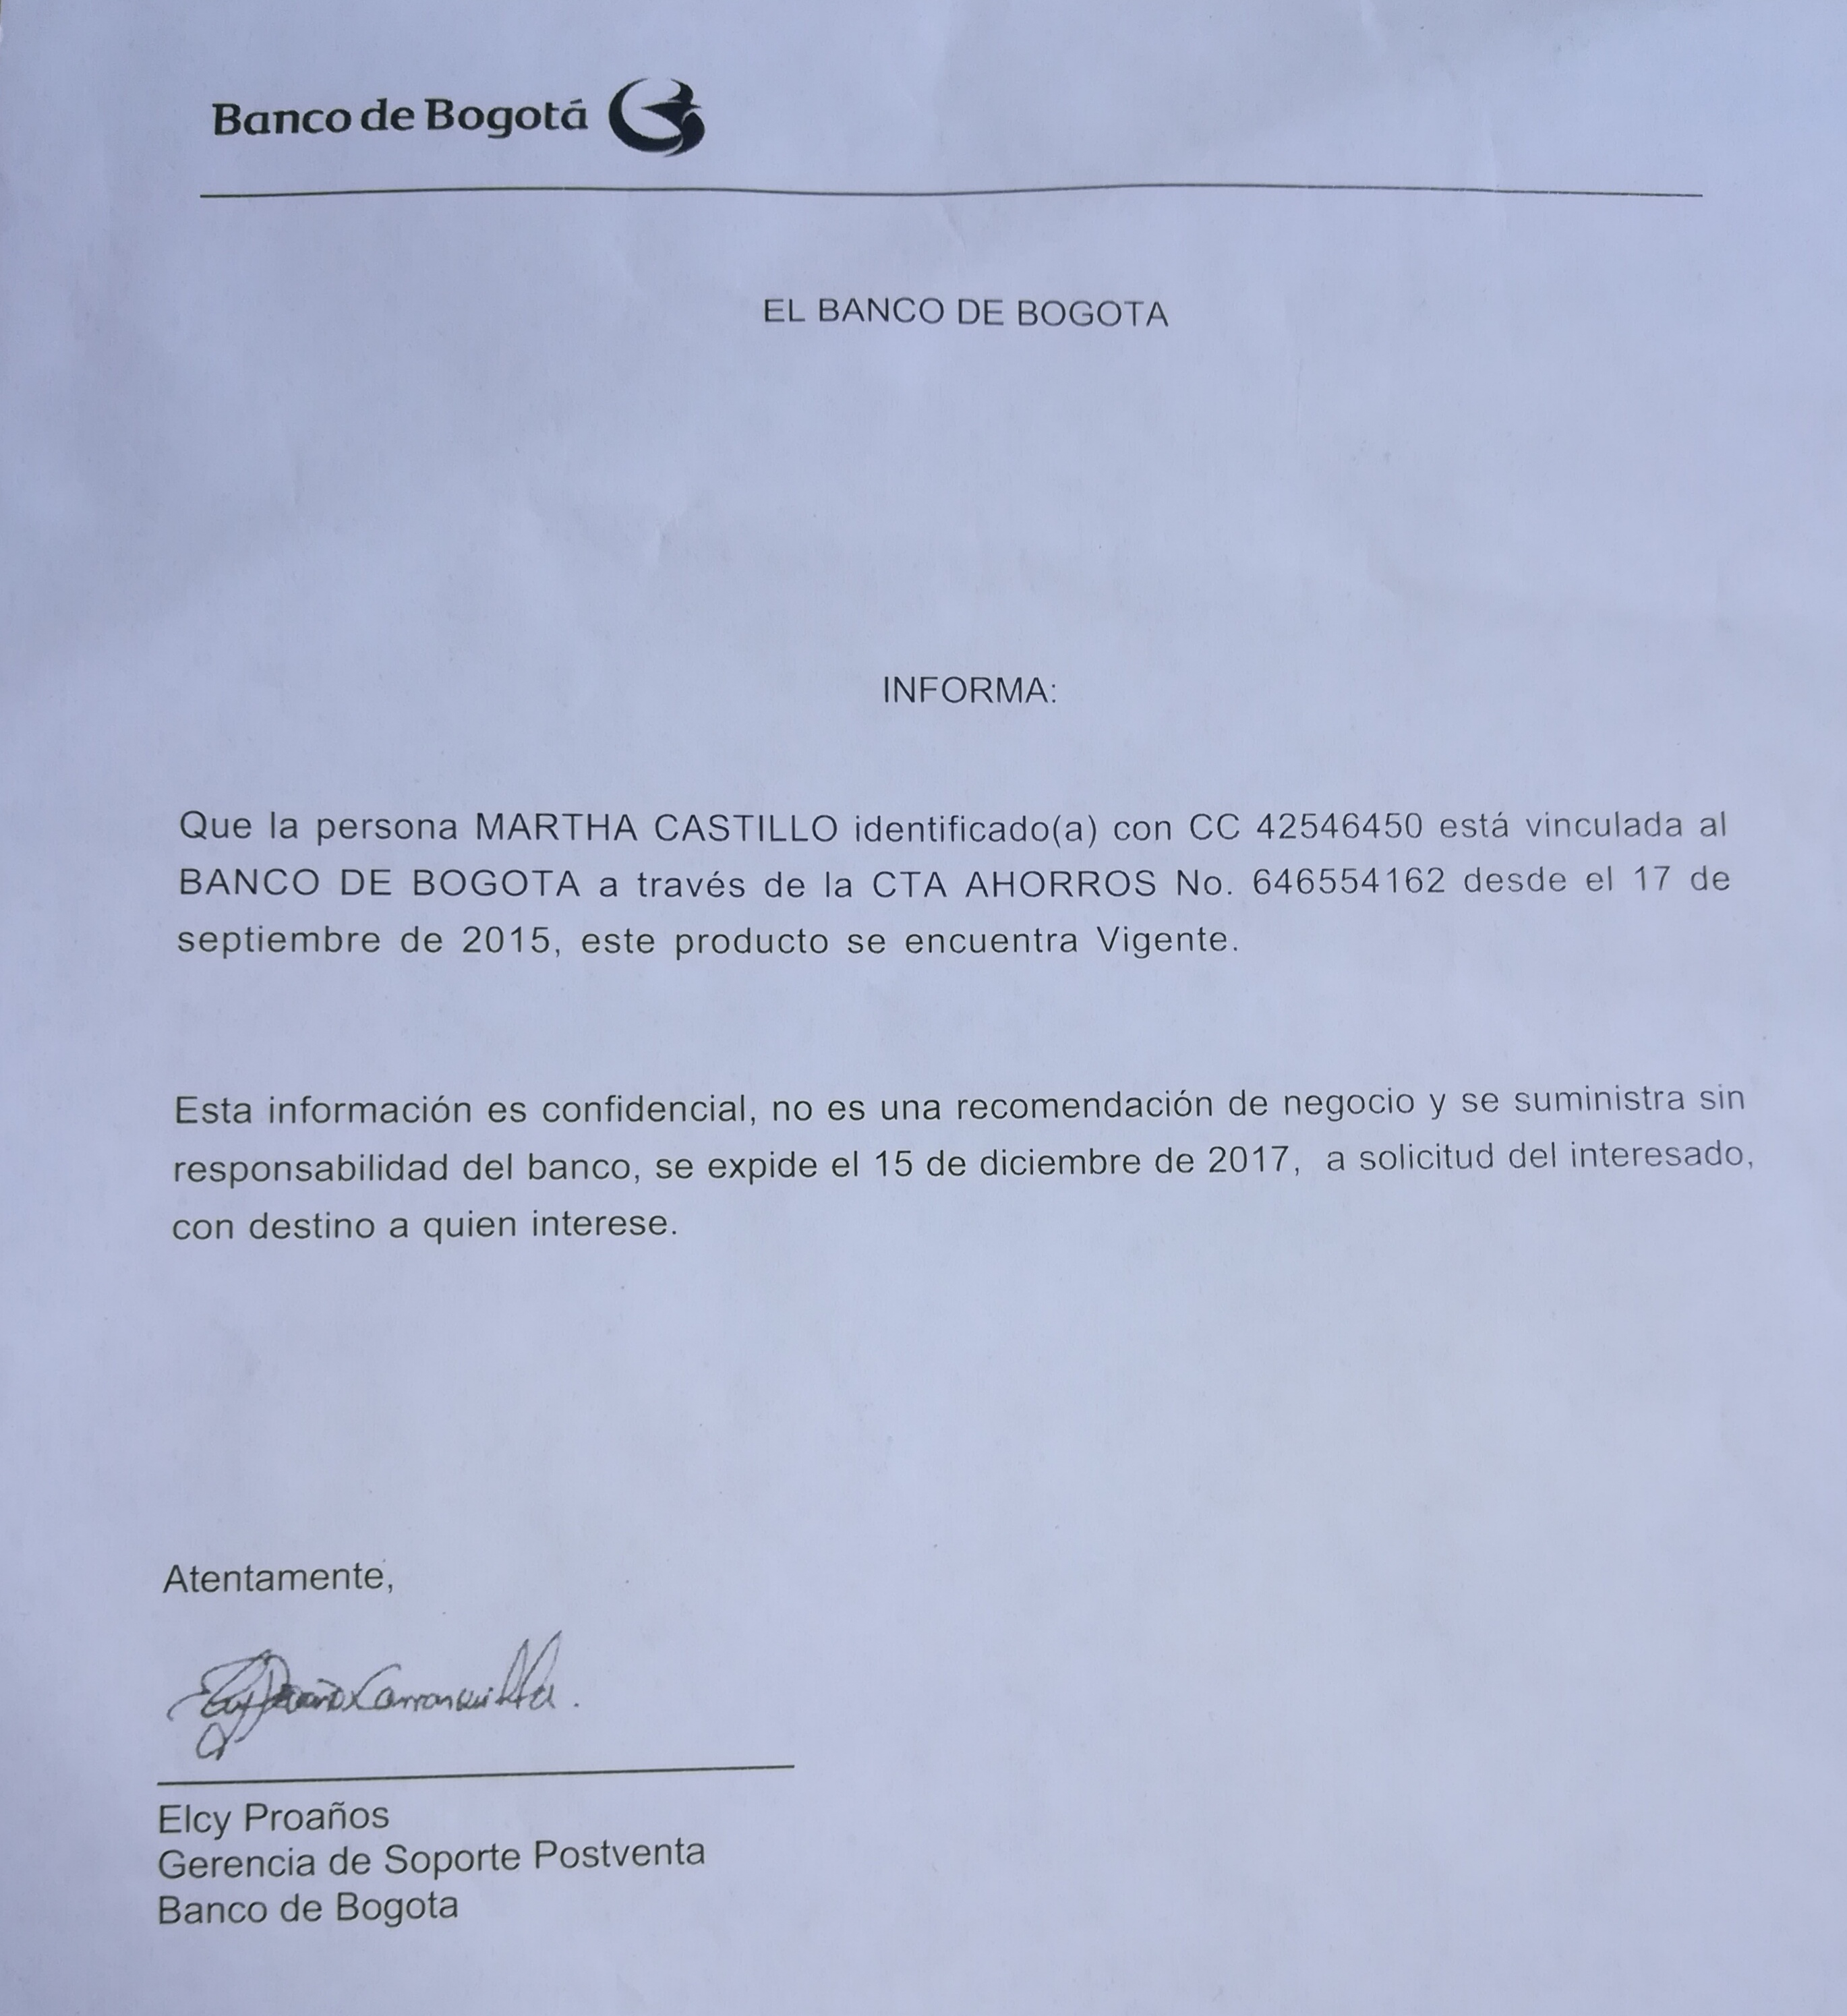 Banco de Bogotá
EL BANCO DE BOGOTA
INFORMA:
Que la persona MARTHA CASTILLO identificado(a) con CC 42546450 está vinculada al
BANCO DE BOGOTA a través de la CTA AHORROS No. 646554162 desde el 17 de
septiembre de 2015, este producto se encuentra Vigente.
Esta información es confidencial, no es una recomendación de negocio y se suministra sin
responsabilidad del banco, se expide el 15 de diciembre de 2017, a solicitud del interesado,
con destino a quien interese.
Atentamente,
Elcy Proaños
Gerencia de Soporte Postventa
Banco de Bogota